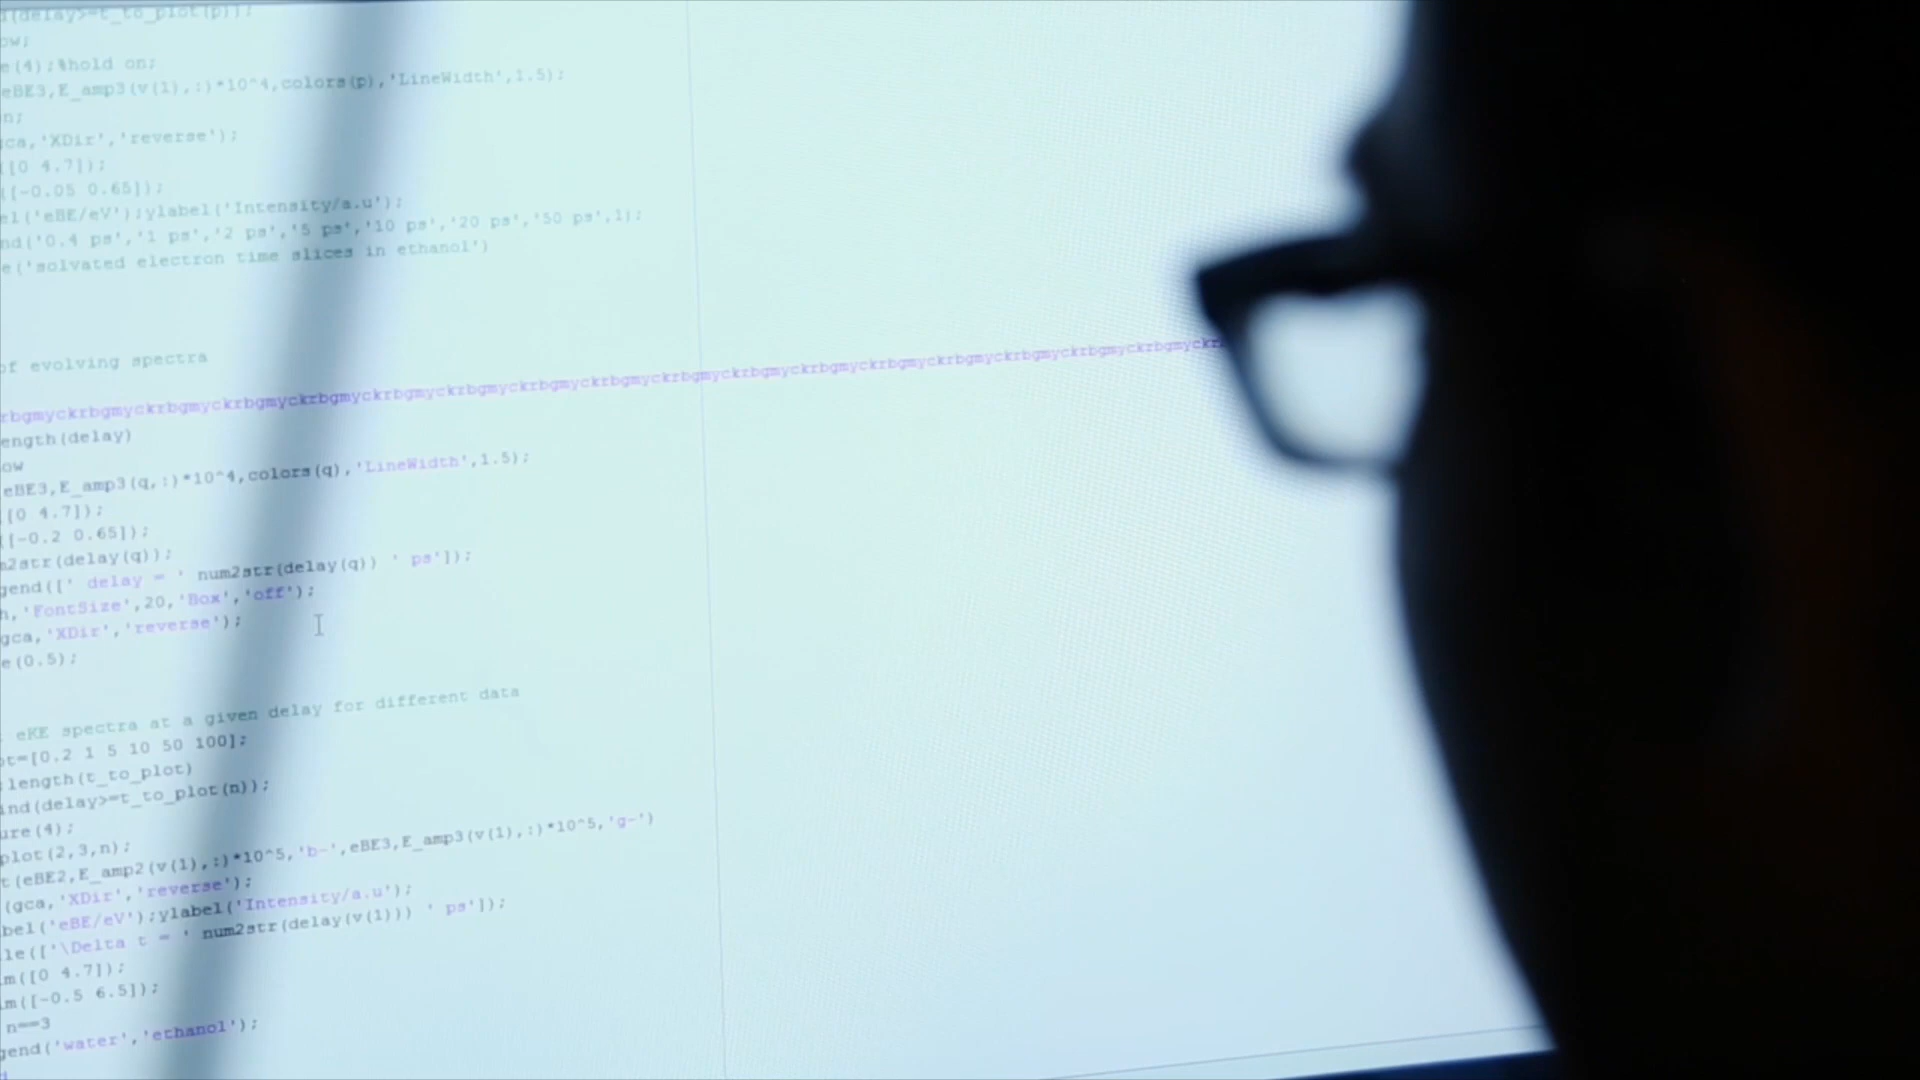 (delay>=t_to_plot(p));
ow;
e(4);%hold on;
eBE3,E_amp3(v(1),:)*10^4,colors(p),'LineWidth',1.5);
n;
gca,'XDir','reverse');
([0 4.7]);
([-0.05 0.65]);
el('eBE/eV');ylabel('Intensity/a.u');
nd('0.4 ps','1 ps','2 ps','5 ps','10 ps','20 ps','50 ps',1);
e('solvated electron time slices in ethanol')
of evolving spectra
rbgmyckrbgmyckrbgmyckrbgmyckrbgmyckrbgmyckrbgmyckrbgmyckrbgmyckrbgmyckrbgmyckrbgmyckrbgmyckrbgmyckrbgmyckrbgmyckrbgmyckr
ength(delay)
ow
eBE3,E_amp3(q,:)*10^4,colors(q),'LineWidth',1.5);
([0 4.7]);
([-0.2 0.65]);
m2str(delay(q));
gend([' delay = ' num2str(delay(q)) ' ps']);
h,'FontSize',20,'Box','off');
gca,'XDir','reverse');
e(0.5);
eKE spectra at a given delay for different data
ot=[0.2 1 5 10 50 100];
:length(t_to_plot)
ind(delay>=t_to_plot(n));
ure(4);
plot(2,3,n);
t(eBE2,E_amp2(v(1),:)*10^5,'b-',eBE3,E_amp3(v(1),:)*10^5,'g-')
(gca,'XDir','reverse');
bel('eBE/eV');ylabel('Intensity/a.u');
le(['\Delta t = ' num2str(delay(v(1))) ' ps']);
im([0 4.7]);
im([-0.5 6.5]);
n==3
gend('water','ethanol');